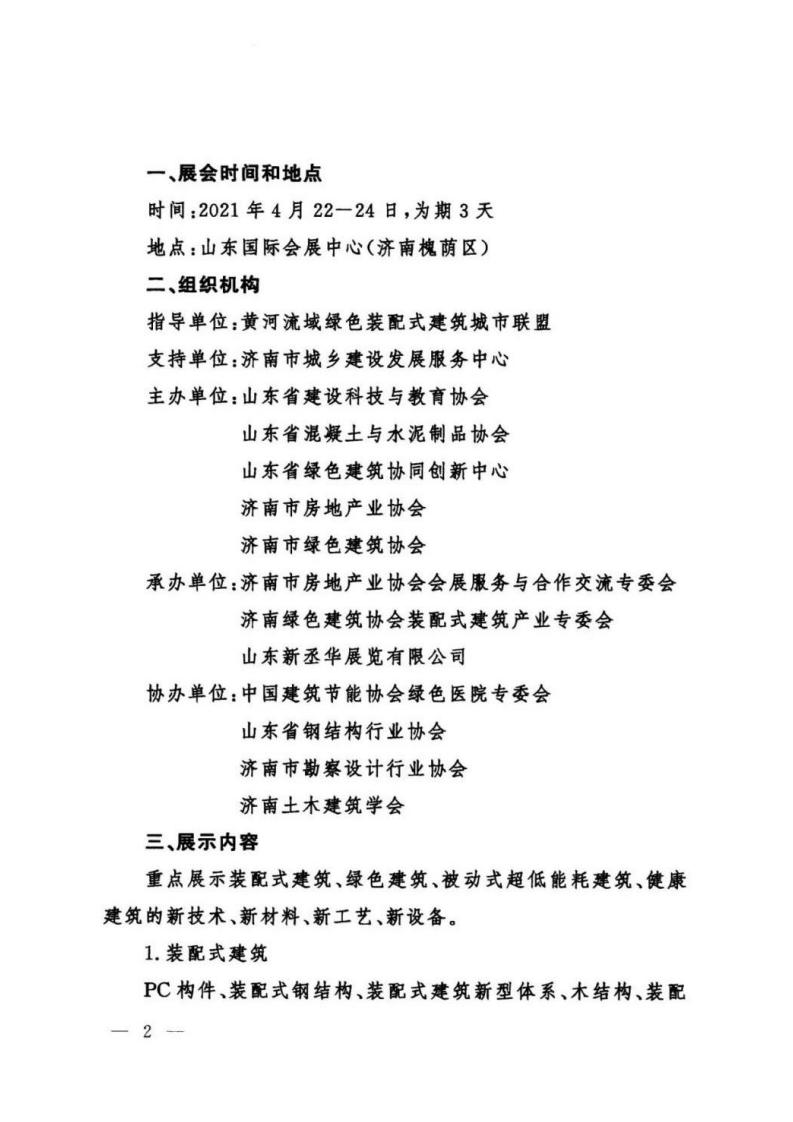 一、展会时间和地点
时间:2021 年 4 月 22—24 日,为期 3 天
地点:山东国际会展中心(济南槐荫区)
二、组织机构
指导单位:黄河流域绿色装配式建筑城市联盟
支持单位:济南市城乡建设发展服务中心
主办单位:山东省建设科技与教育协会
山东省混凝土与水泥制品协会
山东省绿色建筑协同创新中心
济南市房地产业协会
济南市绿色建筑协会
承办单位:济南市房地产业协会会展服务与合作交流专委会
济南绿色建筑协会装配式建筑产业专委会
山东新丞华展览有限公司
协办单位:中国建筑节能协会绿色医院专委会
山东省钢结构行业协会
济南市勘察设计行业协会
济南土木建筑学会
三、展示内容
重点展示装配式建筑、绿色建筑、被动式超低能耗建筑、健康
建筑的新技术、新材料、新工艺、新设备。
1. 装配式建筑
PC 构件、装配式钢结构、装配式建筑新型体系、木结构、装配
— 2 —